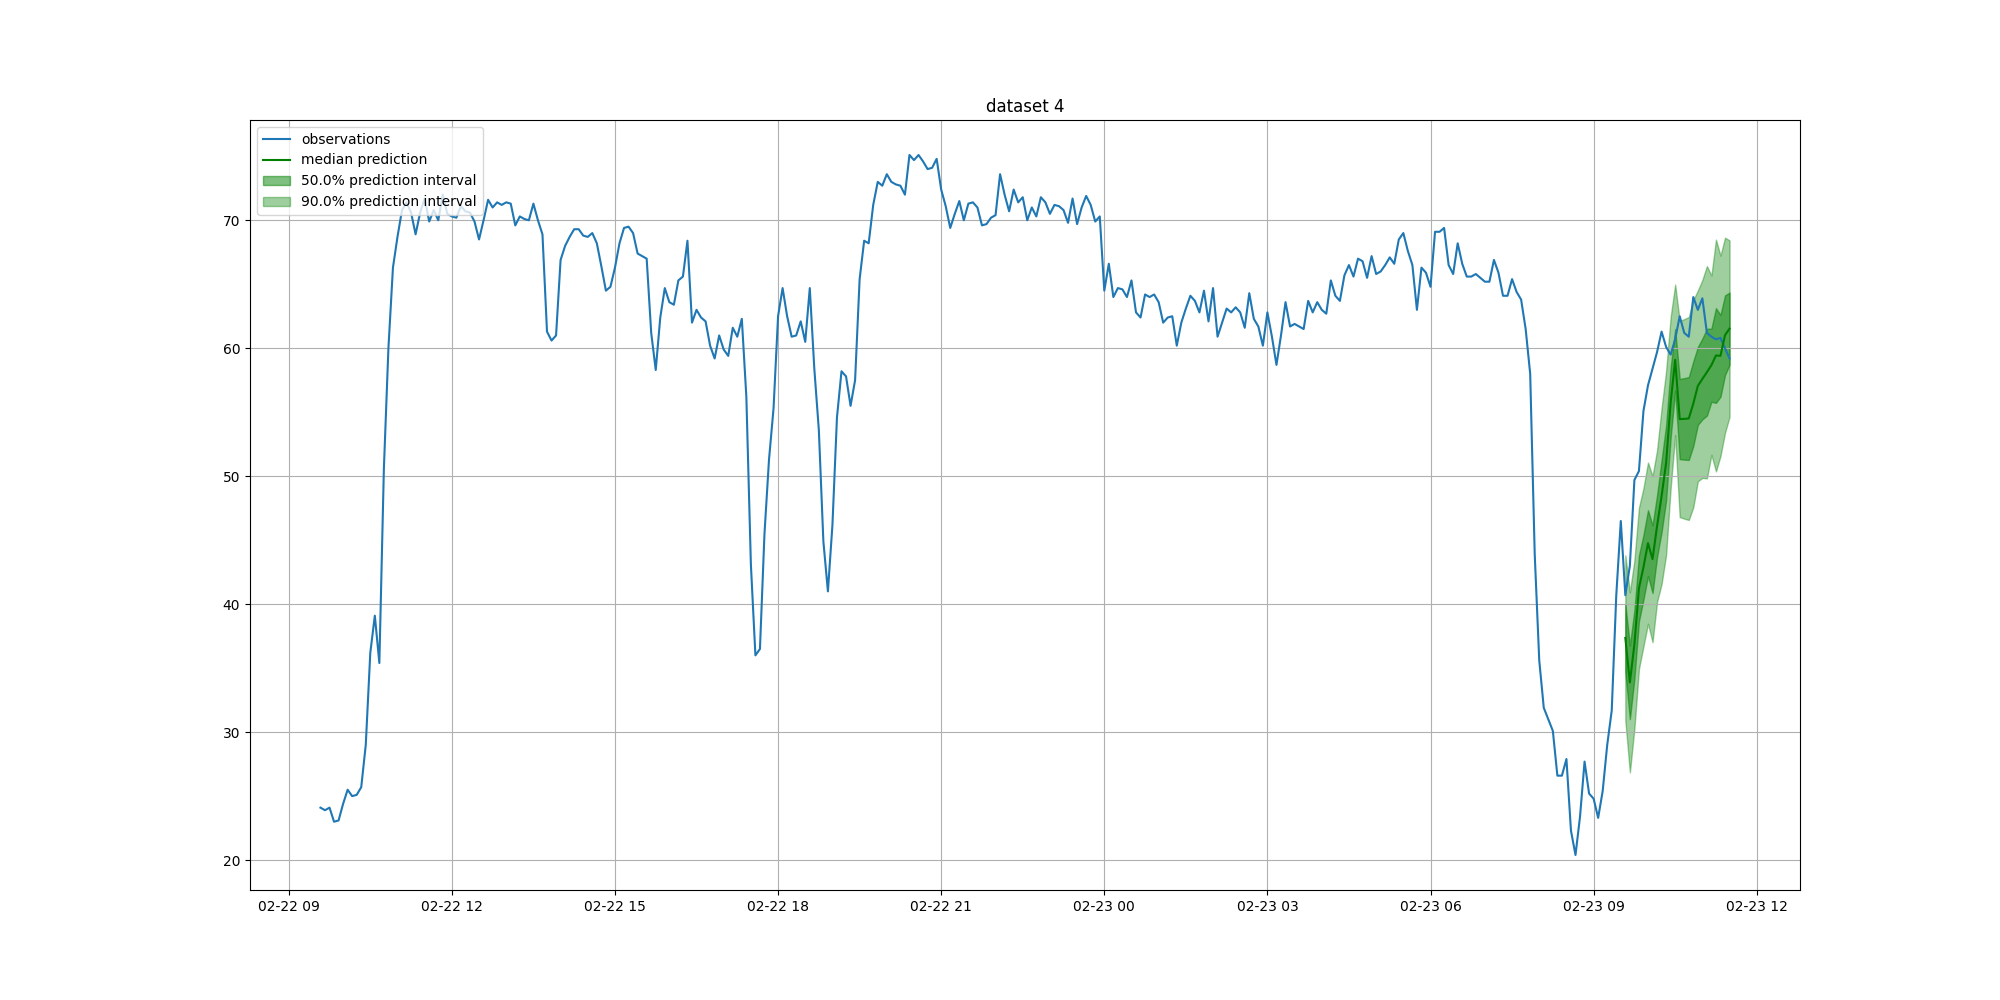 dataset 4
observations
median prediction
50.0% prediction interval
90.0% prediction interval
70
60
50
40
30
20
02-22 09 02-22 12 02-22 15 02-22 18 02-22 21 02-23 00 02-23 03 02-23 06 02-23 09 02-23 12